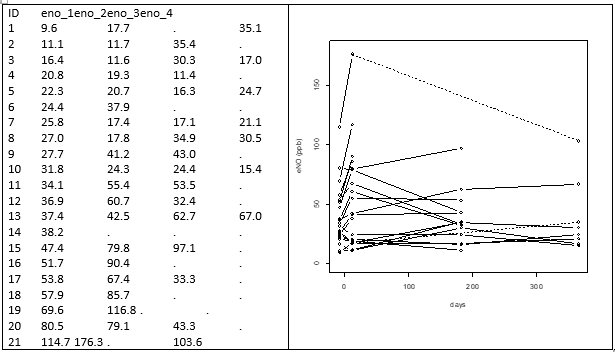 ID eno_1eno_2eno_3eno_4
1 9.6 17.7 . 35.1
2 11.1 11.7 35.4 .
3 16.4 11.6 30.3 17.0
4 20.8 19.3 11.4 .
5 22.3 20.7 16.3 24.7
6 24.4 37.9 . .
7 25.8 17.4 17.1 21.1
8 27.0 17.8 34.9 30.5
9 27.7 41.2 43.0 .
10 31.8 24.3 24.4 15.4
11 34.1 55.4 53.5 .
12 36.9 60.7 32.4 .
13 37.4 42.5 62.7 67.0
14 38.2 . . .
15 47.4 79.8 97.1 .
16 51.7 90.4 . .
17 53.8 67.4 33.3 .
18 57.9 85.7 . .
19 69.6 116.8 . .
20 80.5 79.1 43.3 .
21 114.7 176.3 . 103.6
eNO (ppb)
150
100
50
0
0 100 200 300
days